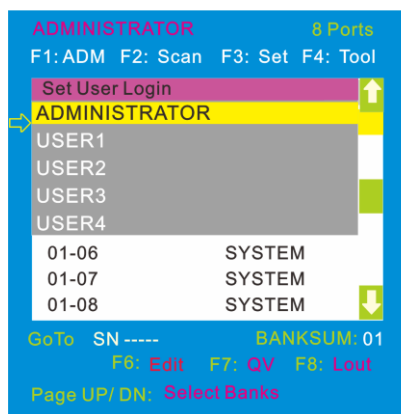 ADMINISTRATOR 8 Ports
F1: ADM F2: Scan F3: Set F4: Tool
Set User Login
ADMINISTRATOR
USER1
USER2
USER3
USER4
01-06 SYSTEM
01-07 SYSTEM
01-08 SYSTEM
GoTo SN ----- BANKSUM: 01
F6: Edit F7: QV F8: Lout
Page UP/ DN: Select Banks